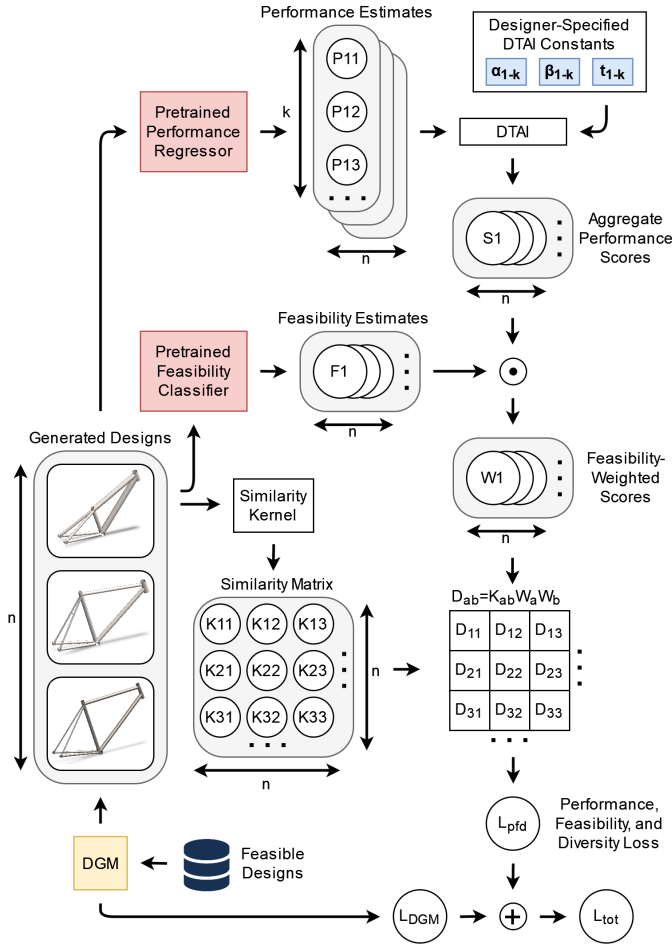 Performance Estimates
Designer-Specified
DTAI Constants
α1-k
β1-k
t1-k
Pretrained
Performance
Regressor
k
P11
P12
P13
n
DTAI
S1
n
Aggregate
Performance
Scores
Feasibility Estimates
Pretrained
Feasibility
Classifier
F1
n
Generated Designs
n
Similarity
Kernel
W1
n
Feasibility-
Weighted
Scores
Similarity Matrix
K11 K12 K13
K21 K22 K23
K31 K32 K33
n
n
Dab=KabWaWb
D11 D12 D13
D21 D22 D23
D31 D32 D33
Lpfd
Performance,
Feasibility, and
Diversity Loss
DGM
Feasible
Designs
LDGM
+
Ltot